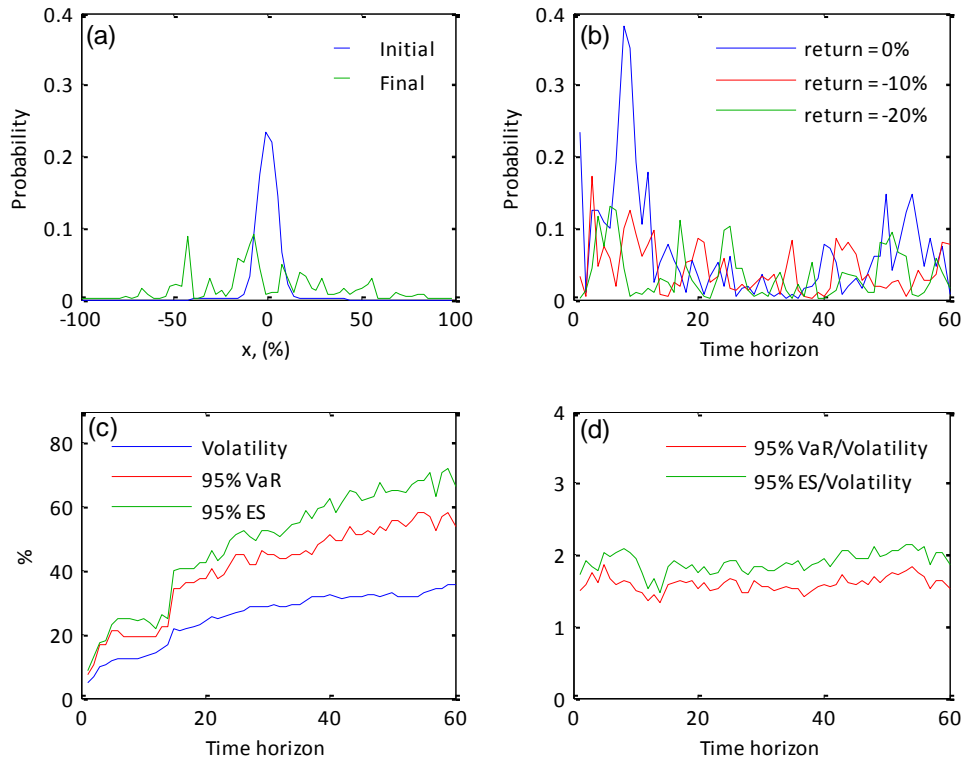 (a)
Initial
Final
Probability
0.4
0.3
0.2
0.1
0
-100
-50
0
50
100
x, (%)
(b)
return = 0%
return = -10%
return = -20%
Probability
0.4
0.3
0.2
0.1
0
0
20
40
60
Time horizon
(c)
Volatility
95% VaR
95% ES
%
80
60
40
20
0
0
20
40
60
Time horizon
(d)
95% VaR/Volatility
95% ES/Volatility
4
3
2
1
0
0
20
40
60
Time horizon